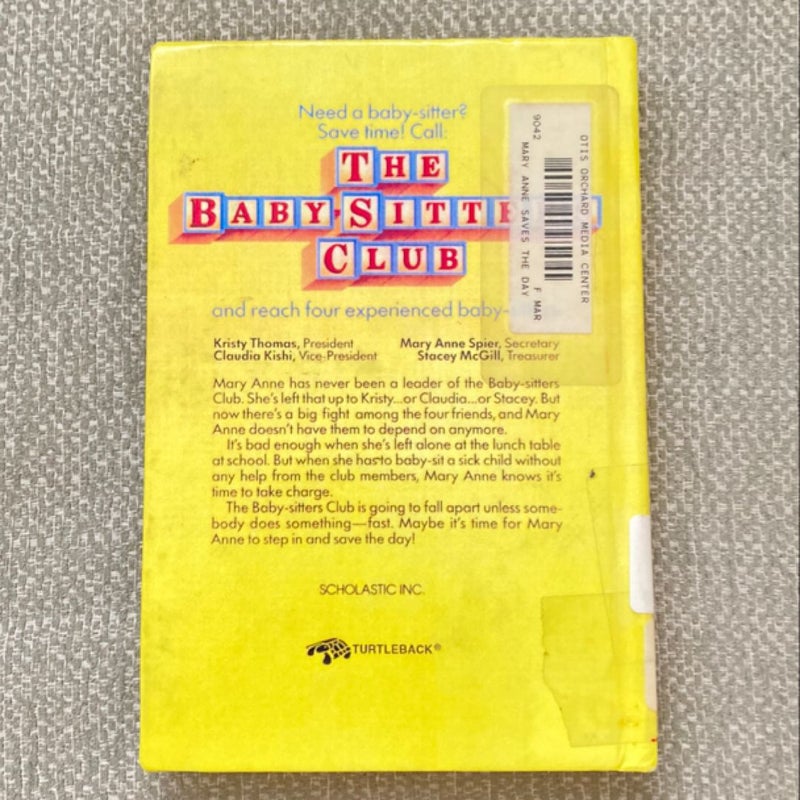 Need a baby-sitter?
Save time! Call:
THE
BABY-SITT
CLUB
and reach four experienced baby-
Kristy Thomas, President
Claudia Kishi, Vice-President
Mary Anne Spier, Secretary
Stacey McGill, Treasurer
Mary Anne has never been a leader of the Baby-sitters
Club. She's left that up to Kristy...or Claudia...or Stacey. But
now there's a big fight among the four friends, and Mary
Anne doesn't have them to depend on anymore.
It's bad enough when she's left alone at the lunch table
at school. But when she has to baby-sit a sick child without
any help from the club members, Mary Anne knows it's
time to take charge.
The Baby-sitters Club is going to fall apart unless some-
body does something—fast. Maybe it's time for Mary
Anne to step in and save the day!
SCHOLASTIC INC.
TURTLEBACK®
OTIS ORCHARD MEDIA CENTER
9042 F MAR
MARY ANNE SAVES THE DAY